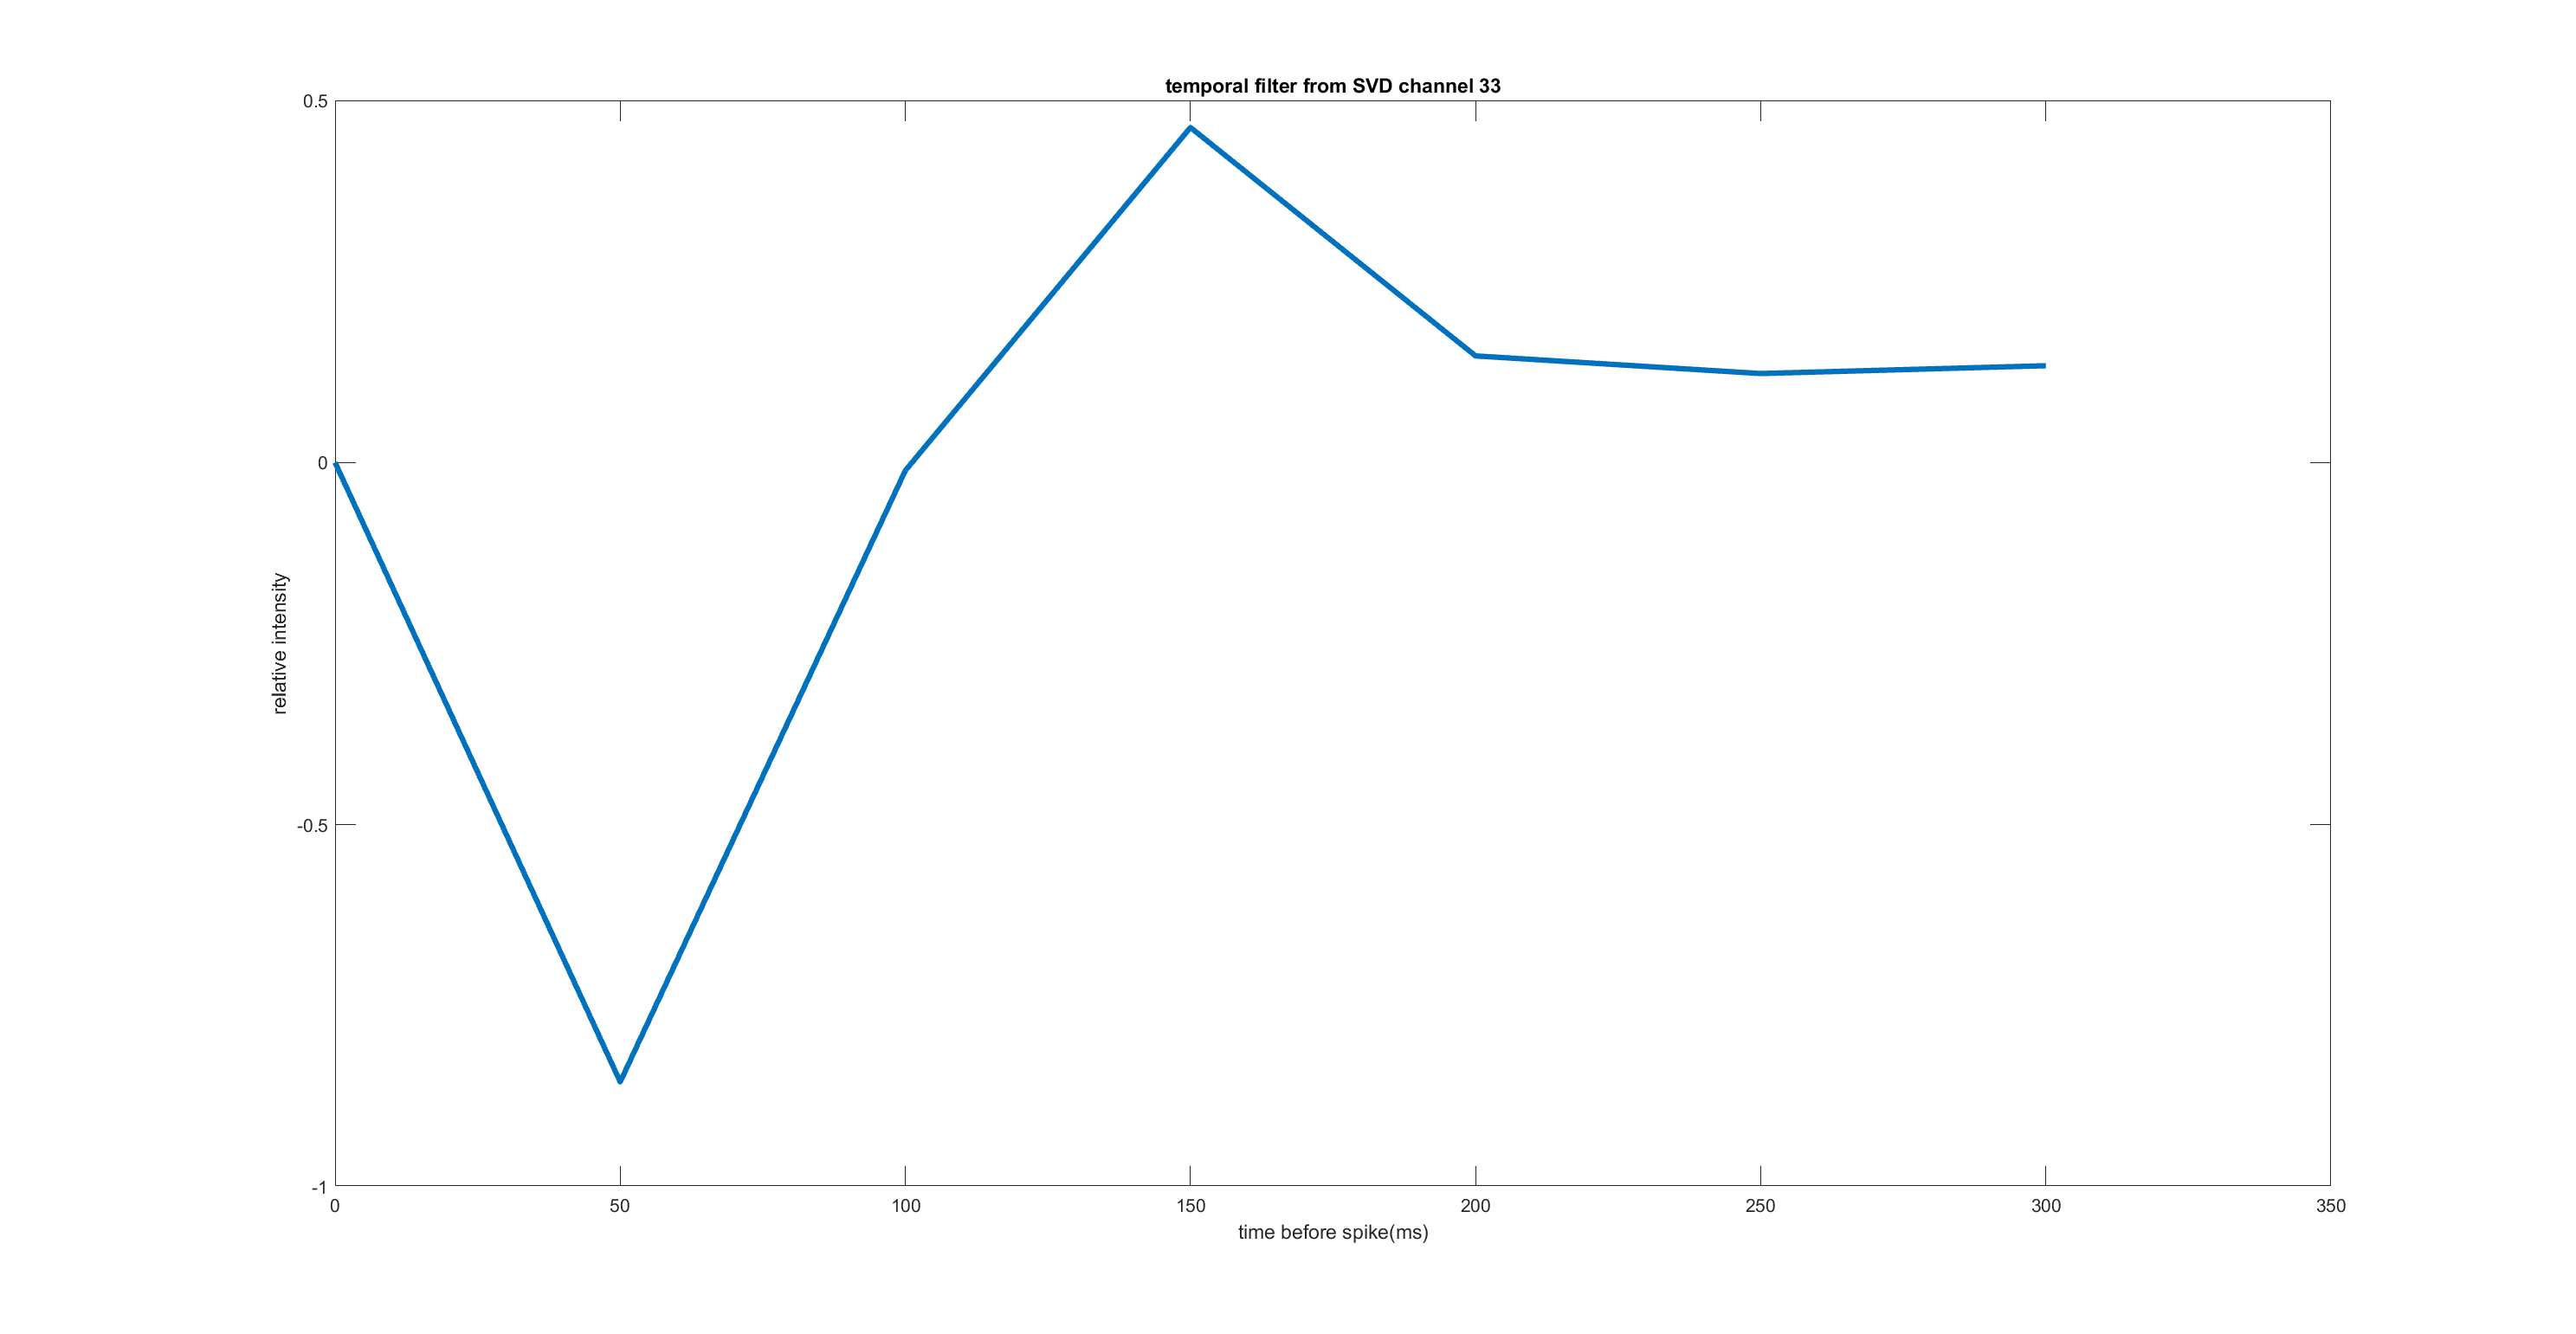 temporal filter from SVD channel 33
0.5
0
-0.5
-1
relative intensity
0 50 100 150 200 250 300 350
time before spike(ms)